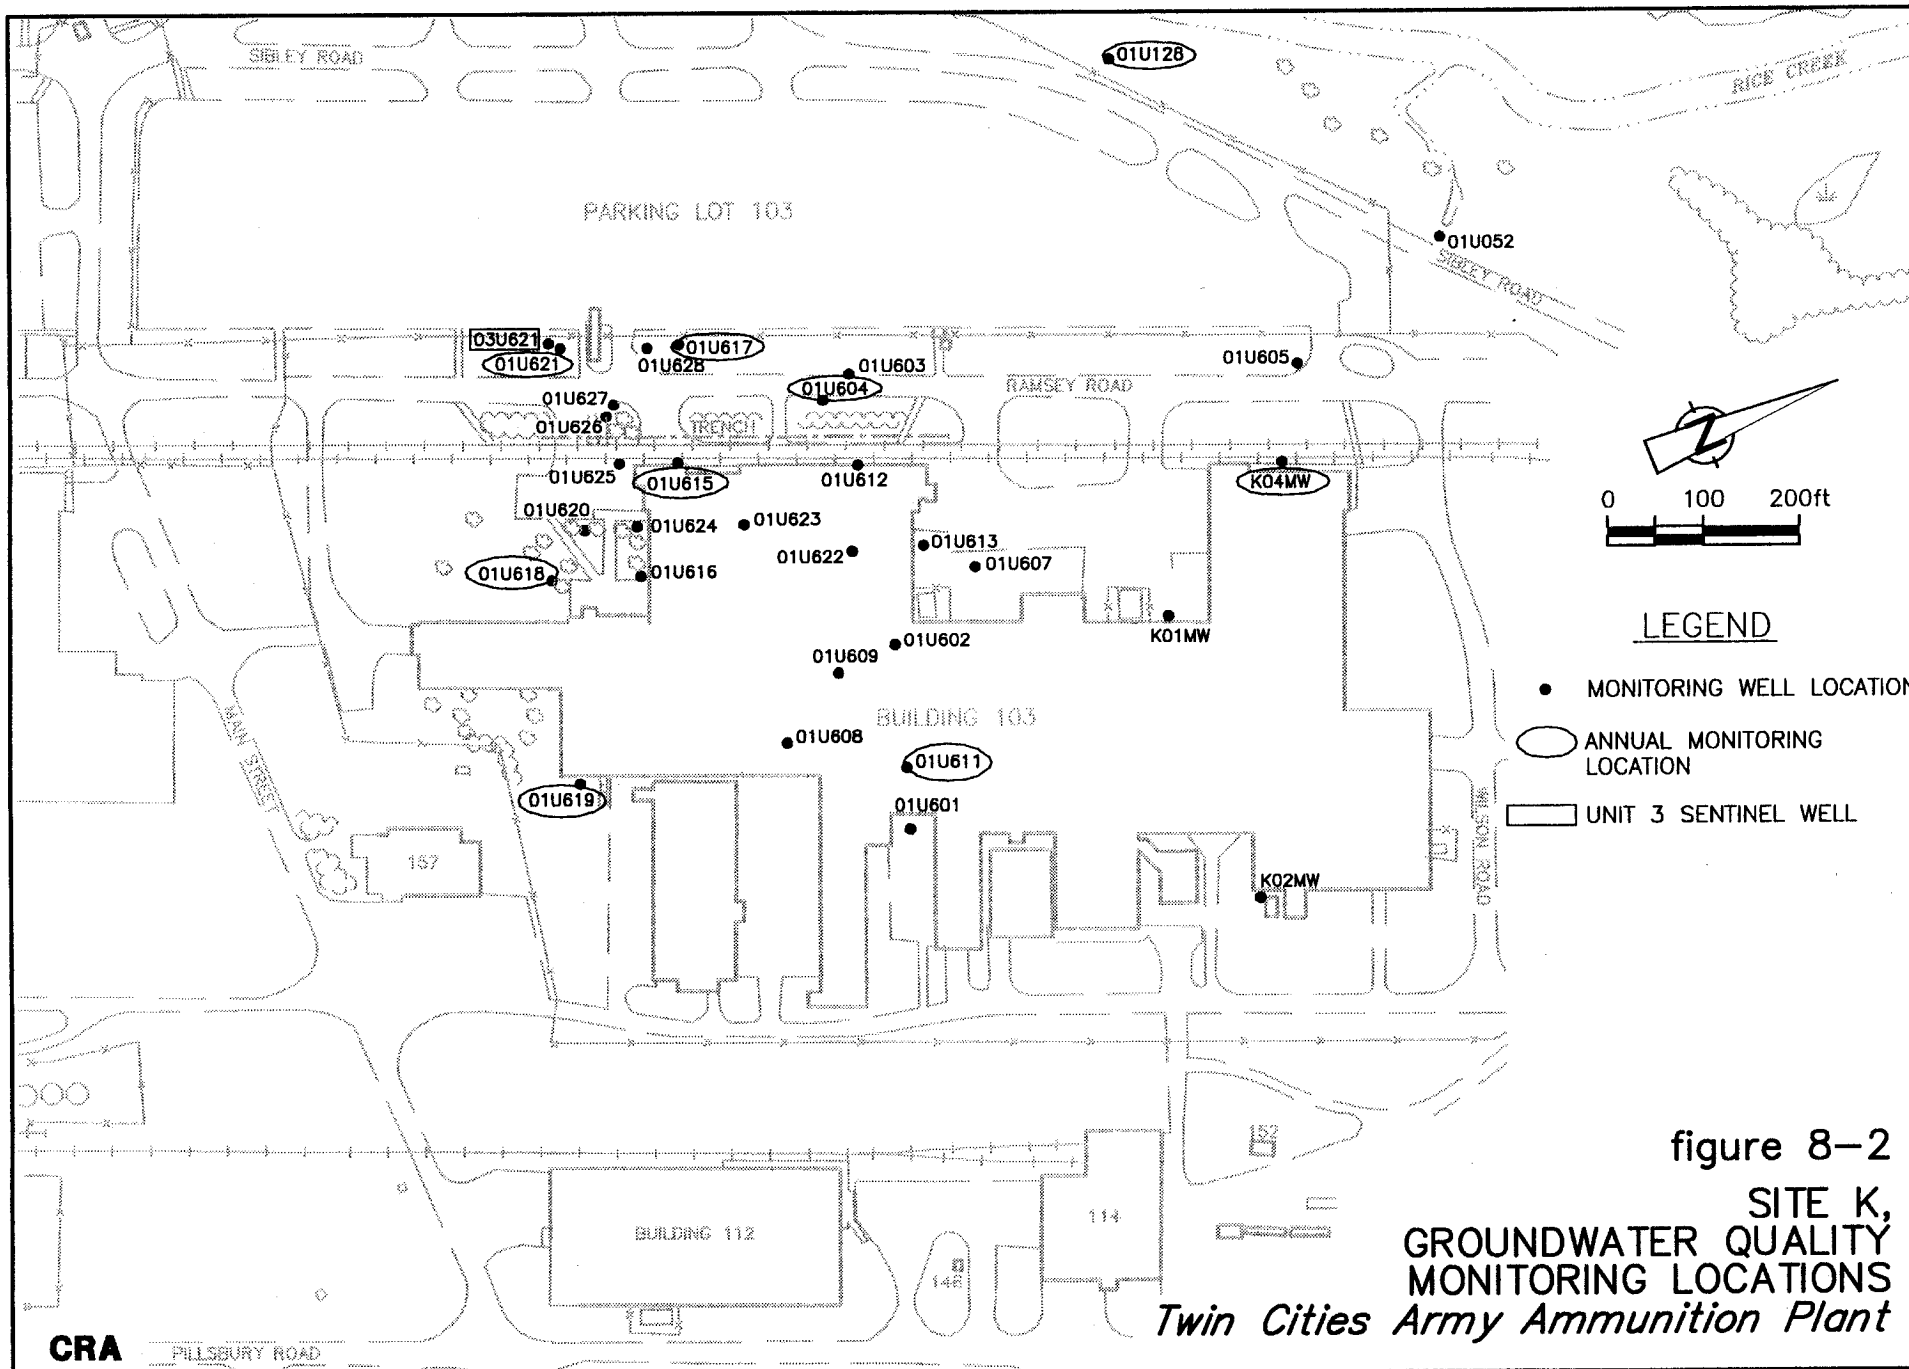 SIBLEY ROAD
01U128
RICE CREEK
PARKING LOT 103
01U052
SIBLEY ROAD
03U621
01U621
01U628
01U617
01U603
01U604
01U605
RAMSEY ROAD
01U627
01U626
TRENCH
01U625
01U615
01U612
K04MW
01U620
01U624
01U623
01U622
01U613
01U607
01U618
01U616
K01MW
01U602
01U609
BUILDING 103
01U608
01U611
01U619
01U601
K02MW
MAIN STREET
157
WILSON ROAD
N
0 100 200ft
LEGEND
MONITORING WELL LOCATION
ANNUAL MONITORING
LOCATION
UNIT 3 SENTINEL WELL
152
114
BUILDING 112
146
PILLSBURY ROAD
CRA
figure 8-2
SITE K,
GROUNDWATER QUALITY
MONITORING LOCATIONS
Twin Cities Army Ammunition Plant